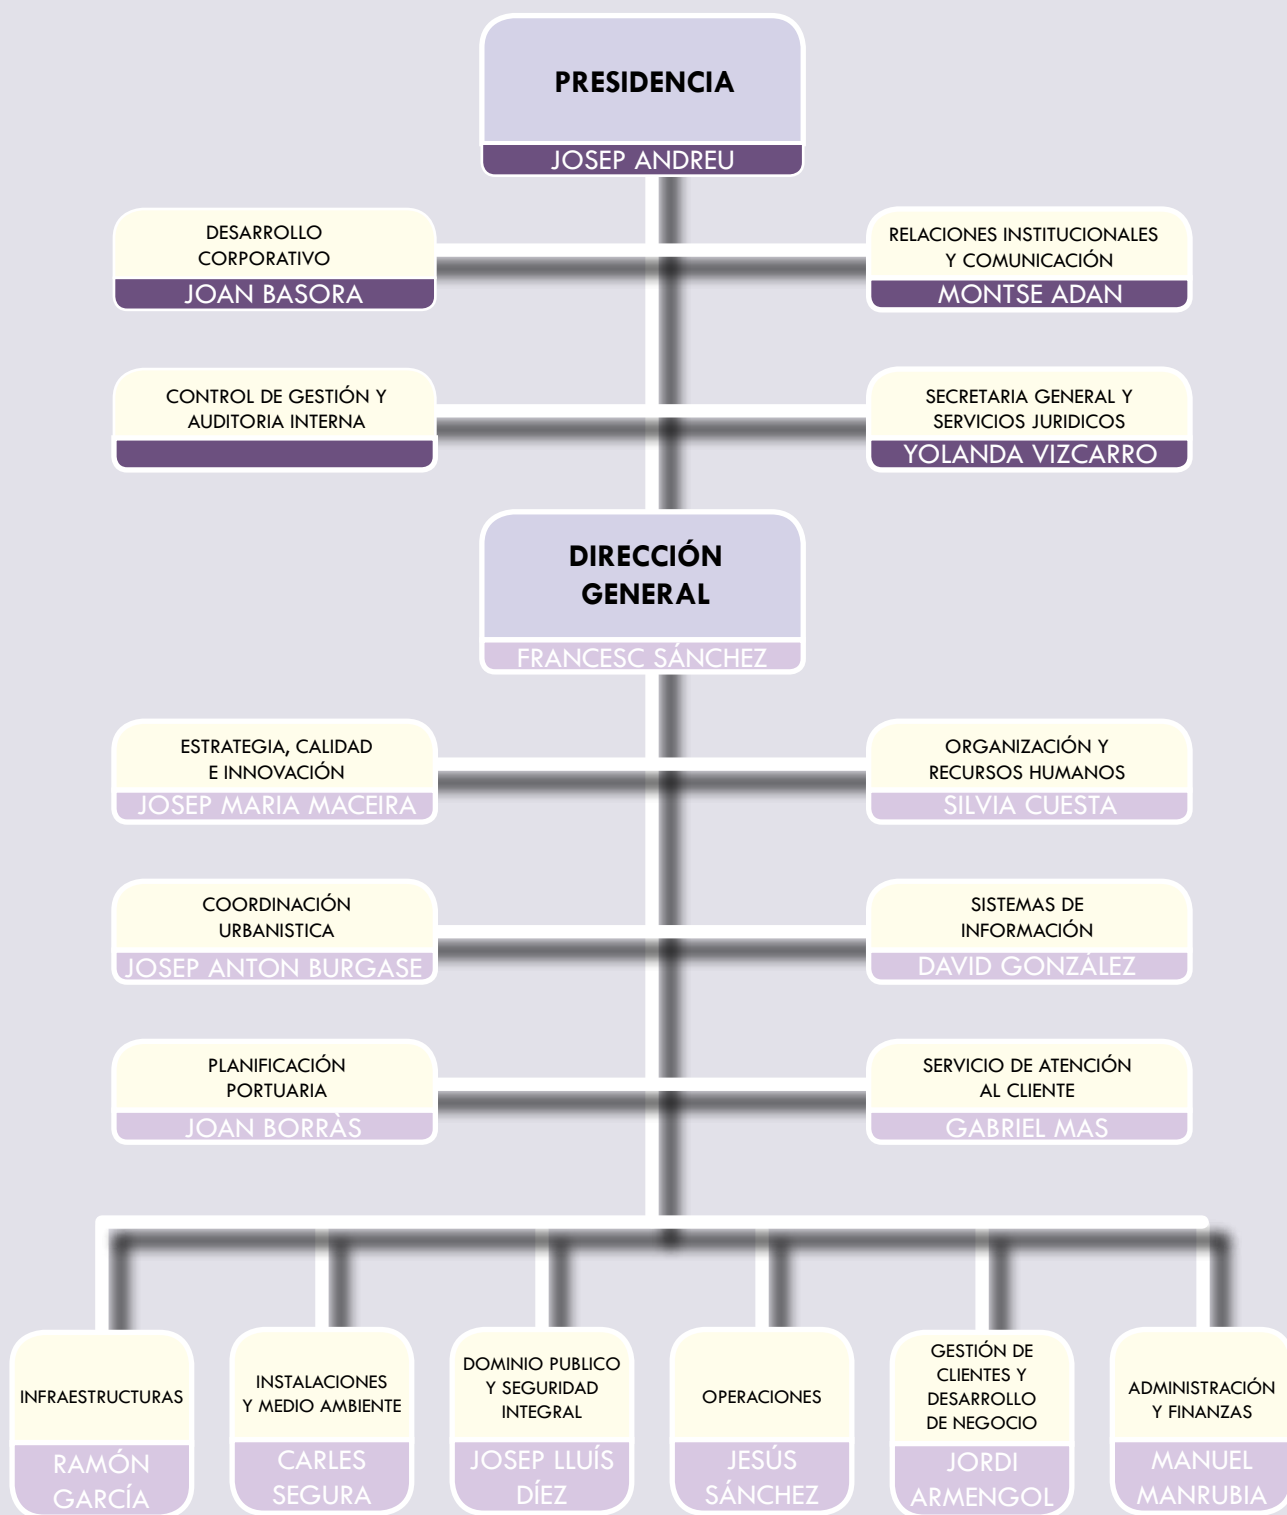 PRESIDENCIA
JOSEP ANDREU
DESARROLLO
CORPORATIVO
JOAN BASORA
RELACIONES INSTITUCIONALES
Y COMUNICACIÓN
MONTSE ADAN
CONTROL DE GESTIÓN Y
AUDITORIA INTERNA
SECRETARIA GENERAL Y
SERVICIOS JURIDICOS
YOLANDA VIZCARRO
DIRECCIÓN
GENERAL
FRANCESC SÁNCHEZ
ESTRATEGIA, CALIDAD
E INNOVACIÓN
JOSEP MARIA MACEIRA
ORGANIZACIÓN Y
RECURSOS HUMANOS
SILVIA CUESTA
COORDINACIÓN
URBANISTICA
JOSEP ANTON BURGASE
SISTEMAS DE
INFORMACIÓN
DAVID GONZÁLEZ
PLANIFICACIÓN
PORTUARIA
JOAN BORRÀS
SERVICIO DE ATENCIÓN
AL CLIENTE
GABRIEL MAS
INFRAESTRUCTURAS
RAMÓN
GARCÍA
INSTALACIONES
Y MEDIO AMBIENTE
CARLES
SEGURA
DOMINIO PUBLICO
Y SEGURIDAD
INTEGRAL
JOSEP LLUÍS
DÍEZ
OPERACIONES
JESÚS
SÁNCHEZ
GESTIÓN DE
CLIENTES Y
DESARROLLO
DE NEGOCIO
JORDI
ARMENGOL
ADMINISTRACIÓN
Y FINANZAS
MANUEL
MANRUBIA